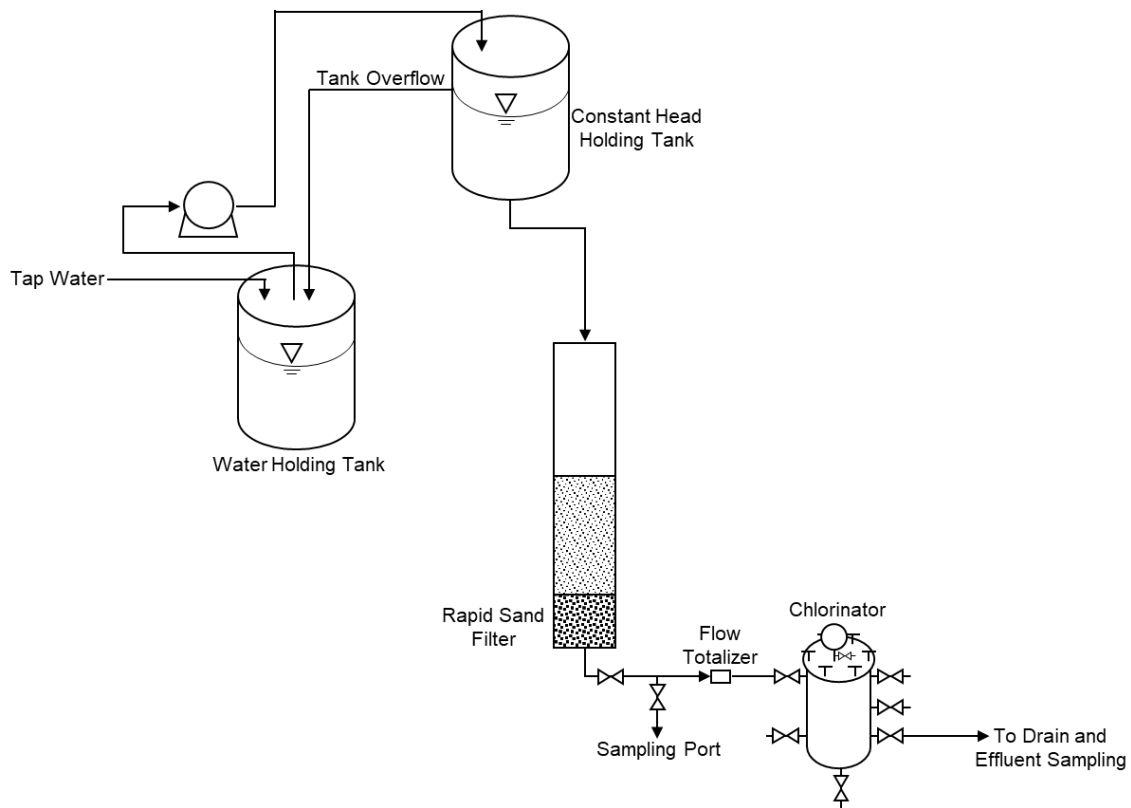 Tank Overflow
Constant Head
Holding Tank
Tap Water
Water Holding Tank
Rapid Sand
Filter
Flow
Totalizer
Chlorinator
Sampling Port
To Drain and
Effluent Sampling